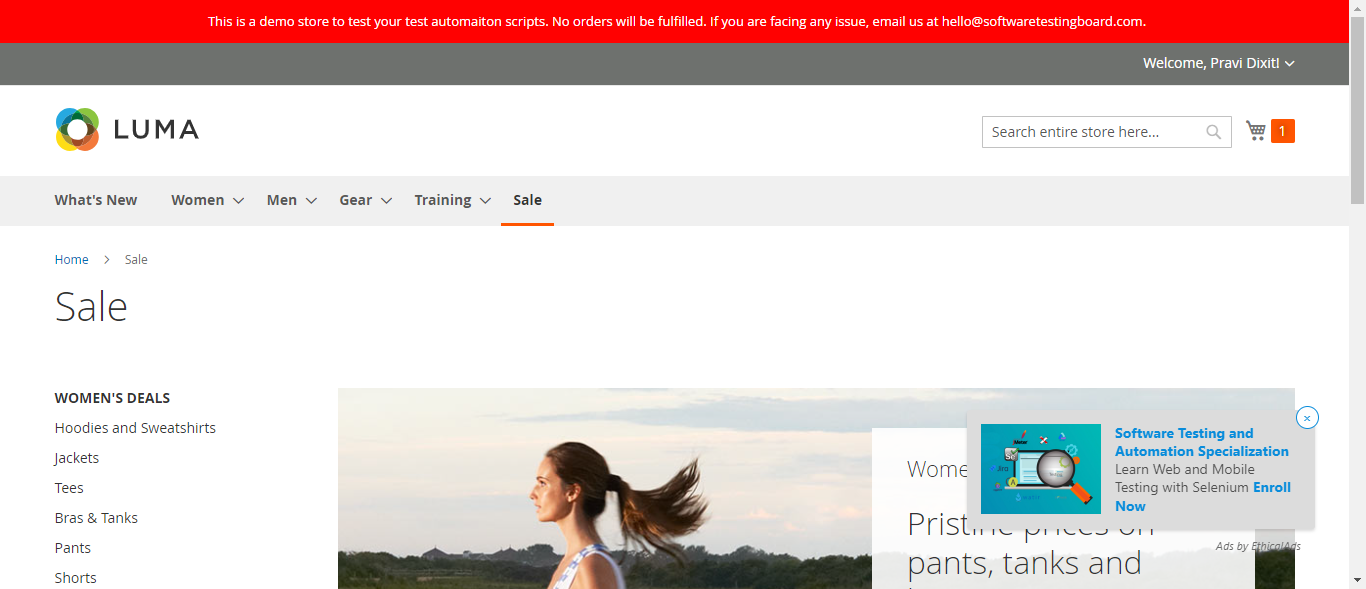 This is a demo store to test your test automaiton scripts. No orders will be fulfilled. If you are facing any issue, email us at hello@softwaretestingboard.com.
Welcome, Pravi Dixit!
LUMA
Search entire store here...
1
What's New Women Men Gear Training Sale
Home > Sale
Sale
WOMEN'S DEALS
Hoodies and Sweatshirts
Jackets
Tees
Bras & Tanks
Pants
Shorts
Pristine prices on
pants, tanks and
Software Testing and
Automation Specialization
Learn Web and Mobile
Testing with Selenium Enroll
Now
Ads by EthicalAds